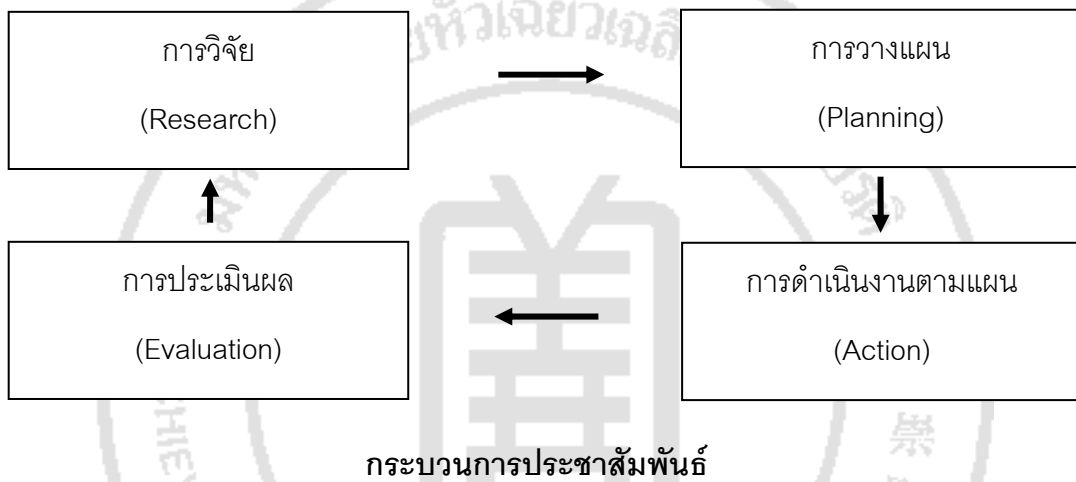 การวิจัย
(Research)
การวางแผน
(Planning)
การประเมินผล
(Evaluation)
การดำเนินงานตามแผน
(Action)
กระบวนการประชาสัมพันธ์